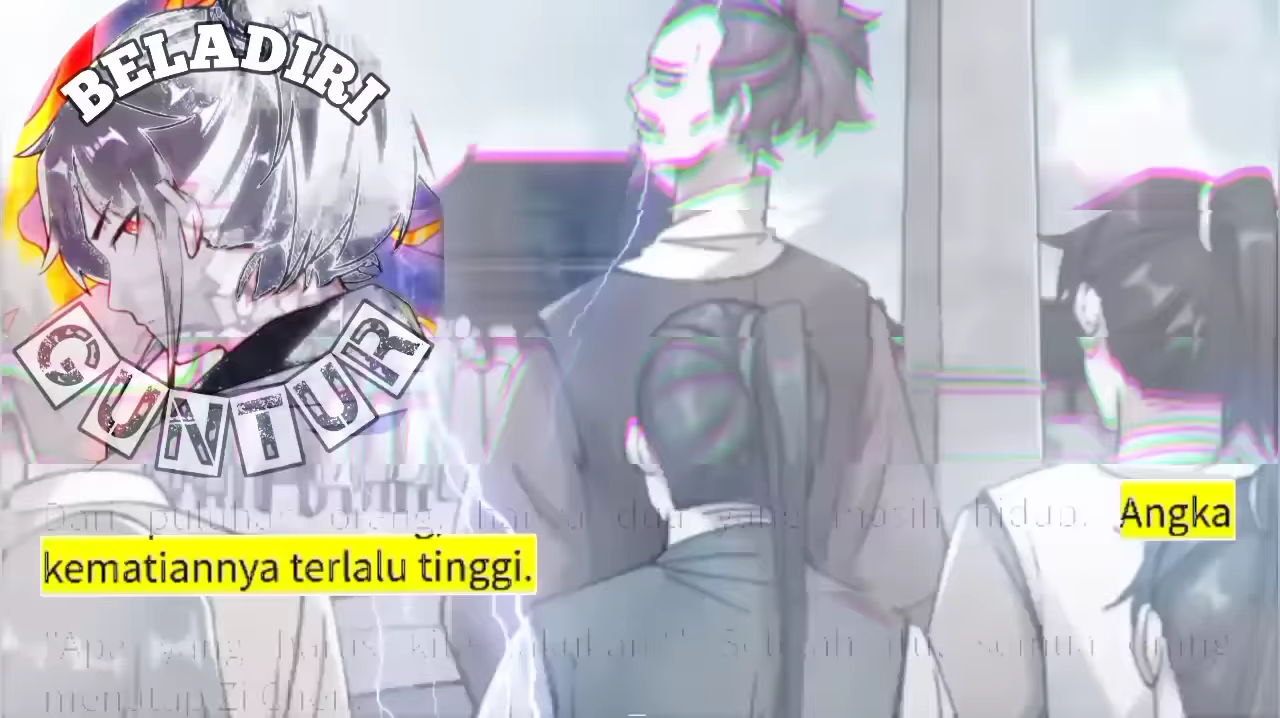 BELADIRI
GUNTUR
Dari puluhan orang, hanya dua yang masih hidup. Angka
kematiannya terlalu tinggi.
"Apa yang harus kita lakukan?" Setelah itu, semua orang
menatap Zi Chen.